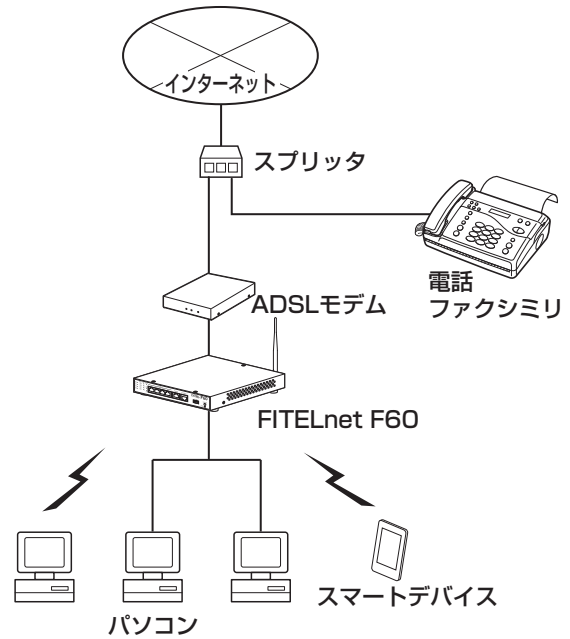 インターネット
スプリッタ
電話
ファクシミリ
ADSLモデム
FITELnet F60
スマートデバイス
パソコン